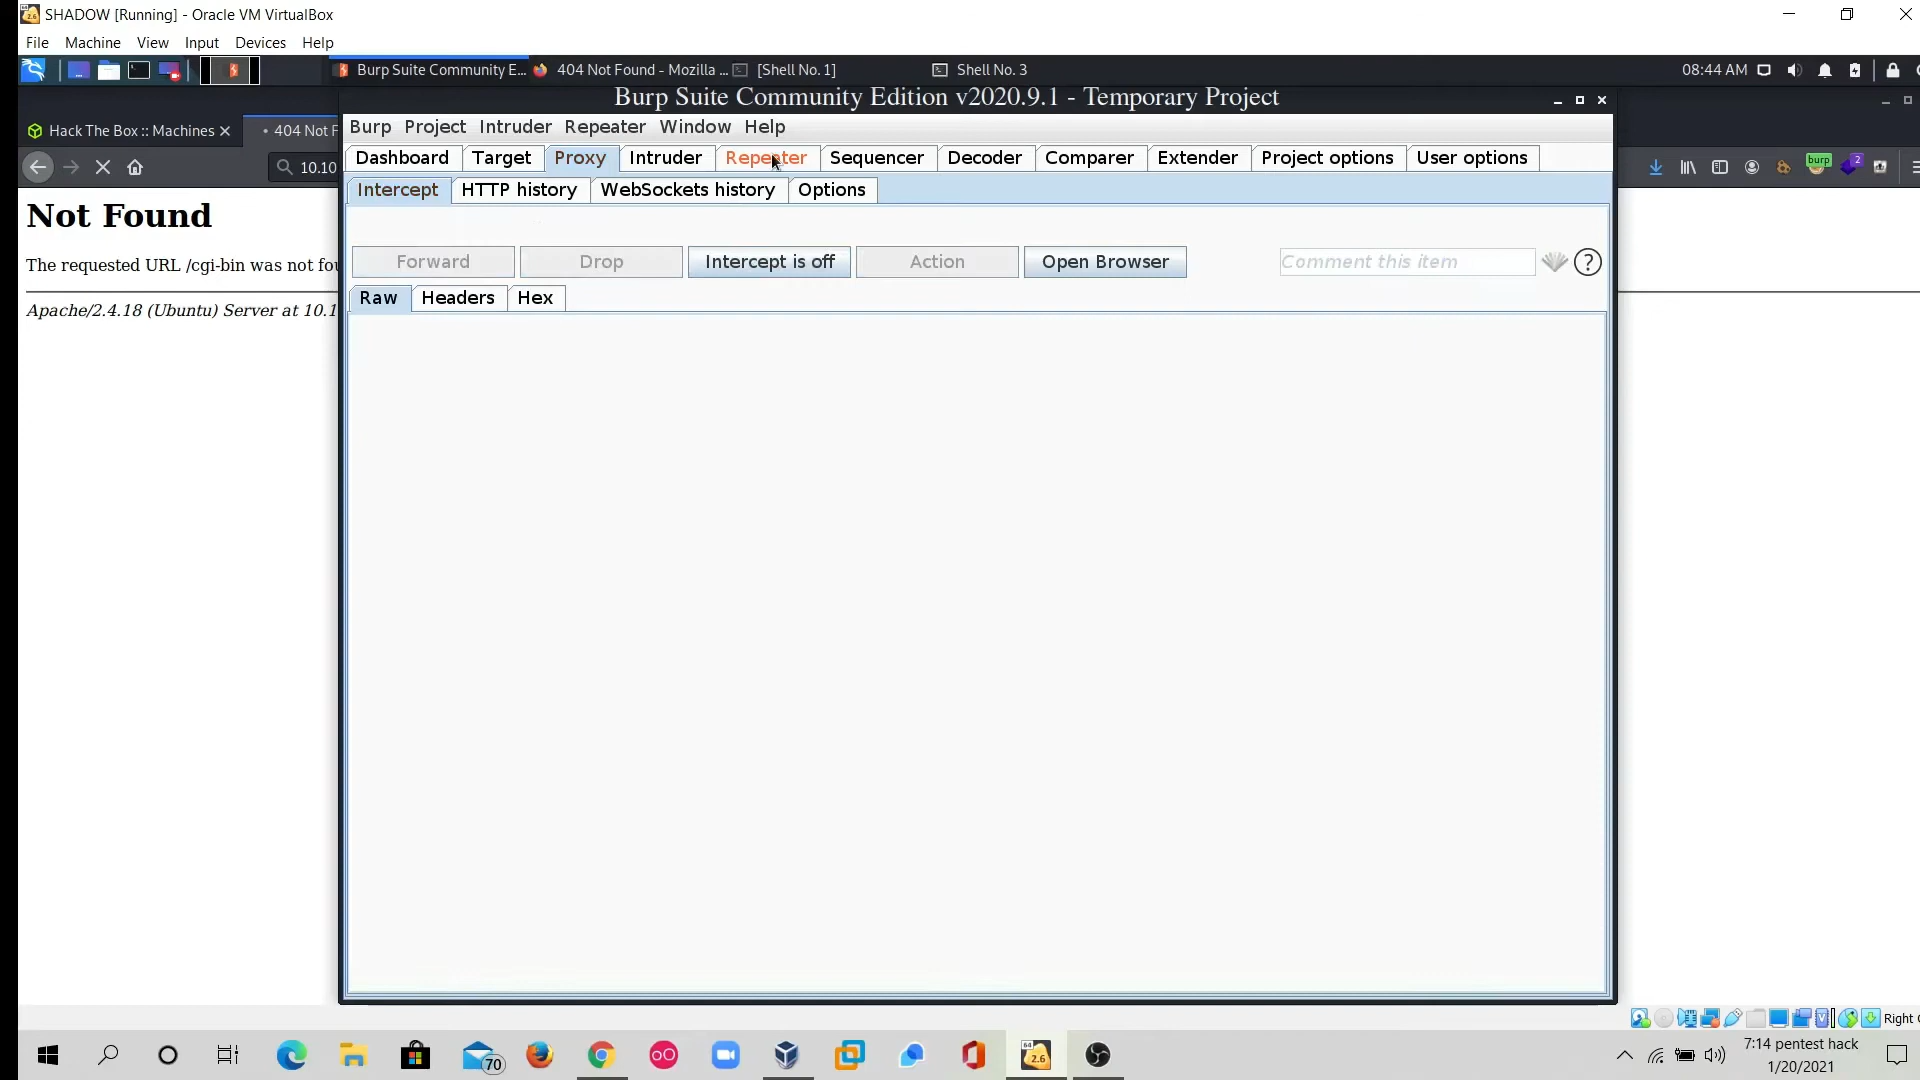 SHADOW [Running] - Oracle VM VirtualBox
File Machine View Input Devices Help
Burp Suite Community E... 404 Not Found - Mozilla ... [Shell No. 1] Shell No. 3 08:44 AM
Burp Suite Community Edition v2020.9.1 - Temporary Project
Hack The Box :: Machines 404 Not F
Burp Project Intruder Repeater Window Help
Dashboard Target Proxy Intruder Repeater Sequencer Decoder Comparer Extender Project options User options
10.10
burp 2
Intercept HTTP history WebSockets history Options
Not Found
The requested URL /cgi-bin was not fou
Forward Drop Intercept is off Action Open Browser Comment this item ?
Raw Headers Hex
Apache/2.4.18 (Ubuntu) Server at 10.1
Right
70
64
2.6
7:14 pentest hack
1/20/2021